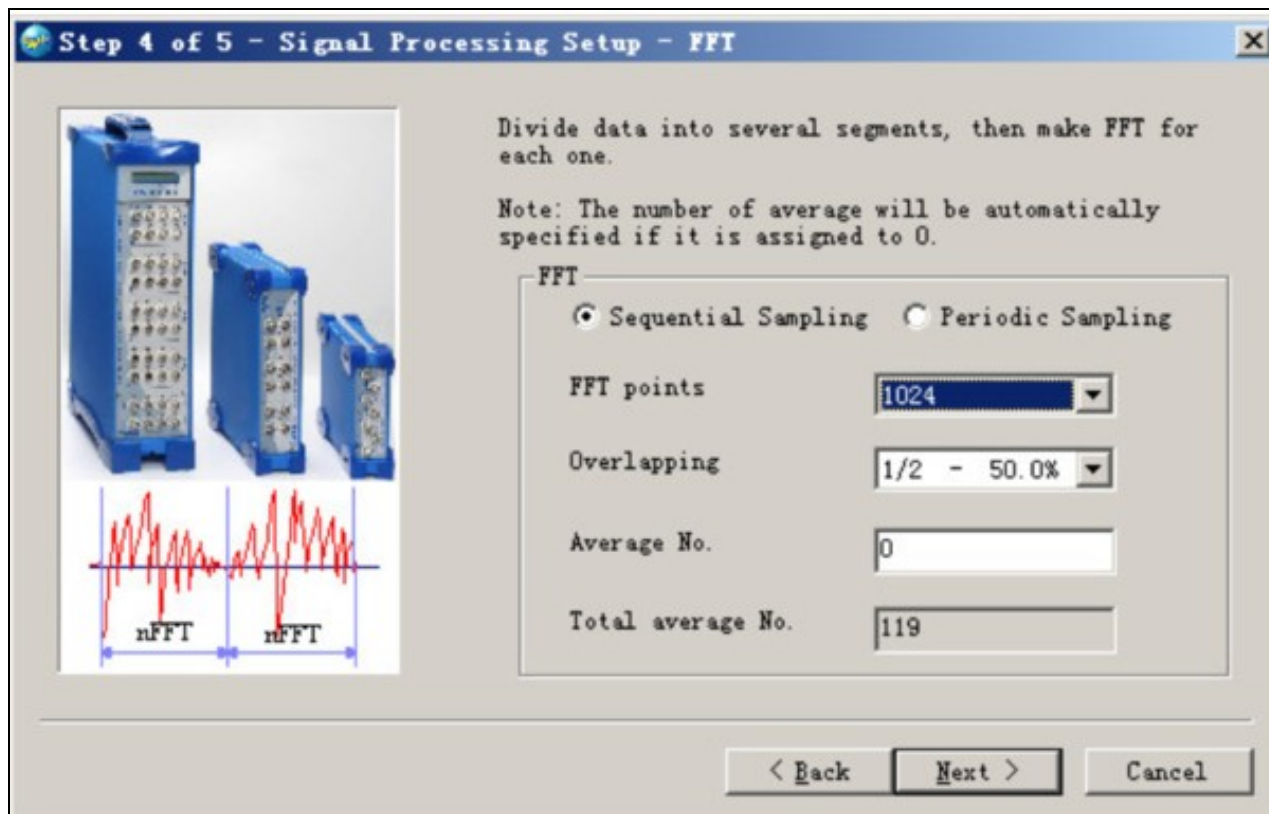 Step 4 of 5 - Signal Processing Setup - FFT
Divide data into several segments, then make FFT for
each one.
Note: The number of average will be automatically
specified if it is assigned to 0.
FFT
Sequential Sampling
Periodic Sampling
FFT points
1024
Overlapping
1/2 - 50.0%
Average No.
0
Total average No.
119
nFFT
nFFT
< Back
Next >
Cancel